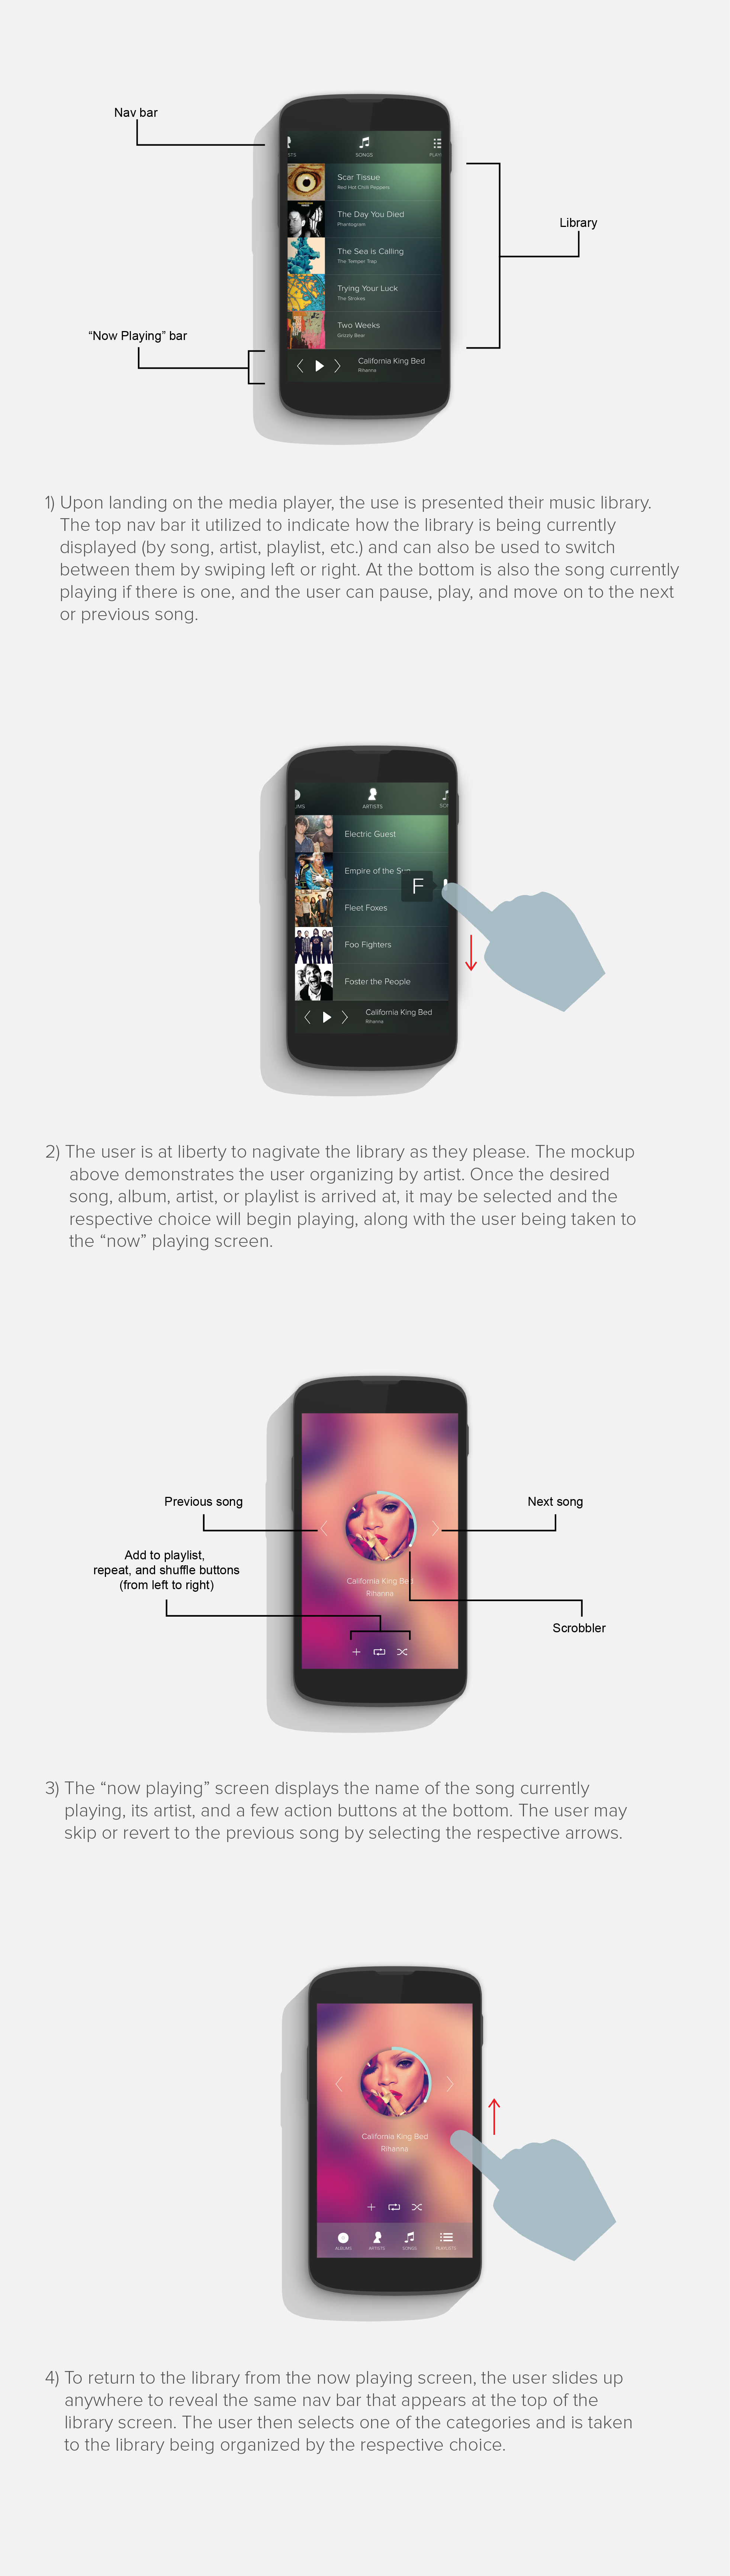 Nav bar
STS
SONGS
PLAY
Scar Tissue
Red Hot Chili Peppers
The Day You Died
Phantogram
Library
The Sea is Calling
The Temper Trap
Trying Your Luck
The Strokes
Two Weeks
Grizzly Bear
“Now Playing” bar
California King Bed
Rihanna
1) Upon landing on the media player, the use is presented their music library.
The top nav bar it utilized to indicate how the library is being currently
displayed (by song, artist, playlist, etc.) and can also be used to switch
between them by swiping left or right. At the bottom is also the song currently
playing if there is one, and the user can pause, play, and move on to the next
or previous song.
UMS
ARTISTS
SON
Electric Guest
Empire of the Sun
F
Fleet Foxes
Foo Fighters
Foster the People
California King Bed
Rihanna
2) The user is at liberty to nagivate the library as they please. The mockup
above demonstrates the user organizing by artist. Once the desired
song, album, artist, or playlist is arrived at, it may be selected and the
respective choice will begin playing, along with the user being taken to
the “now” playing screen.
Previous song
Next song
Add to playlist,
repeat, and shuffle buttons
(from left to right)
California King Bed
Rihanna
Scrobbler
3) The “now playing” screen displays the name of the song currently
playing, its artist, and a few action buttons at the bottom. The user may
skip or revert to the previous song by selecting the respective arrows.
California King Bed
Rihanna
ALBUMS
ARTISTS
SONGS
PLAYLISTS
4) To return to the library from the now playing screen, the user slides up
anywhere to reveal the same nav bar that appears at the top of the
library screen. The user then selects one of the categories and is taken
to the library being organized by the respective choice.